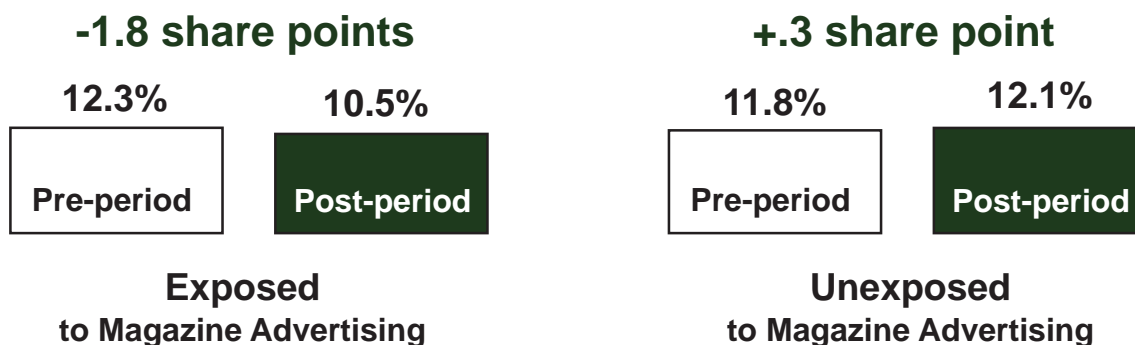 -1.8 share points
12.3%
10.5%
Pre-period
Post-period
Exposed
to Magazine Advertising
+.3 share point
11.8%
12.1%
Pre-period
Post-period
Unexposed
to Magazine Advertising